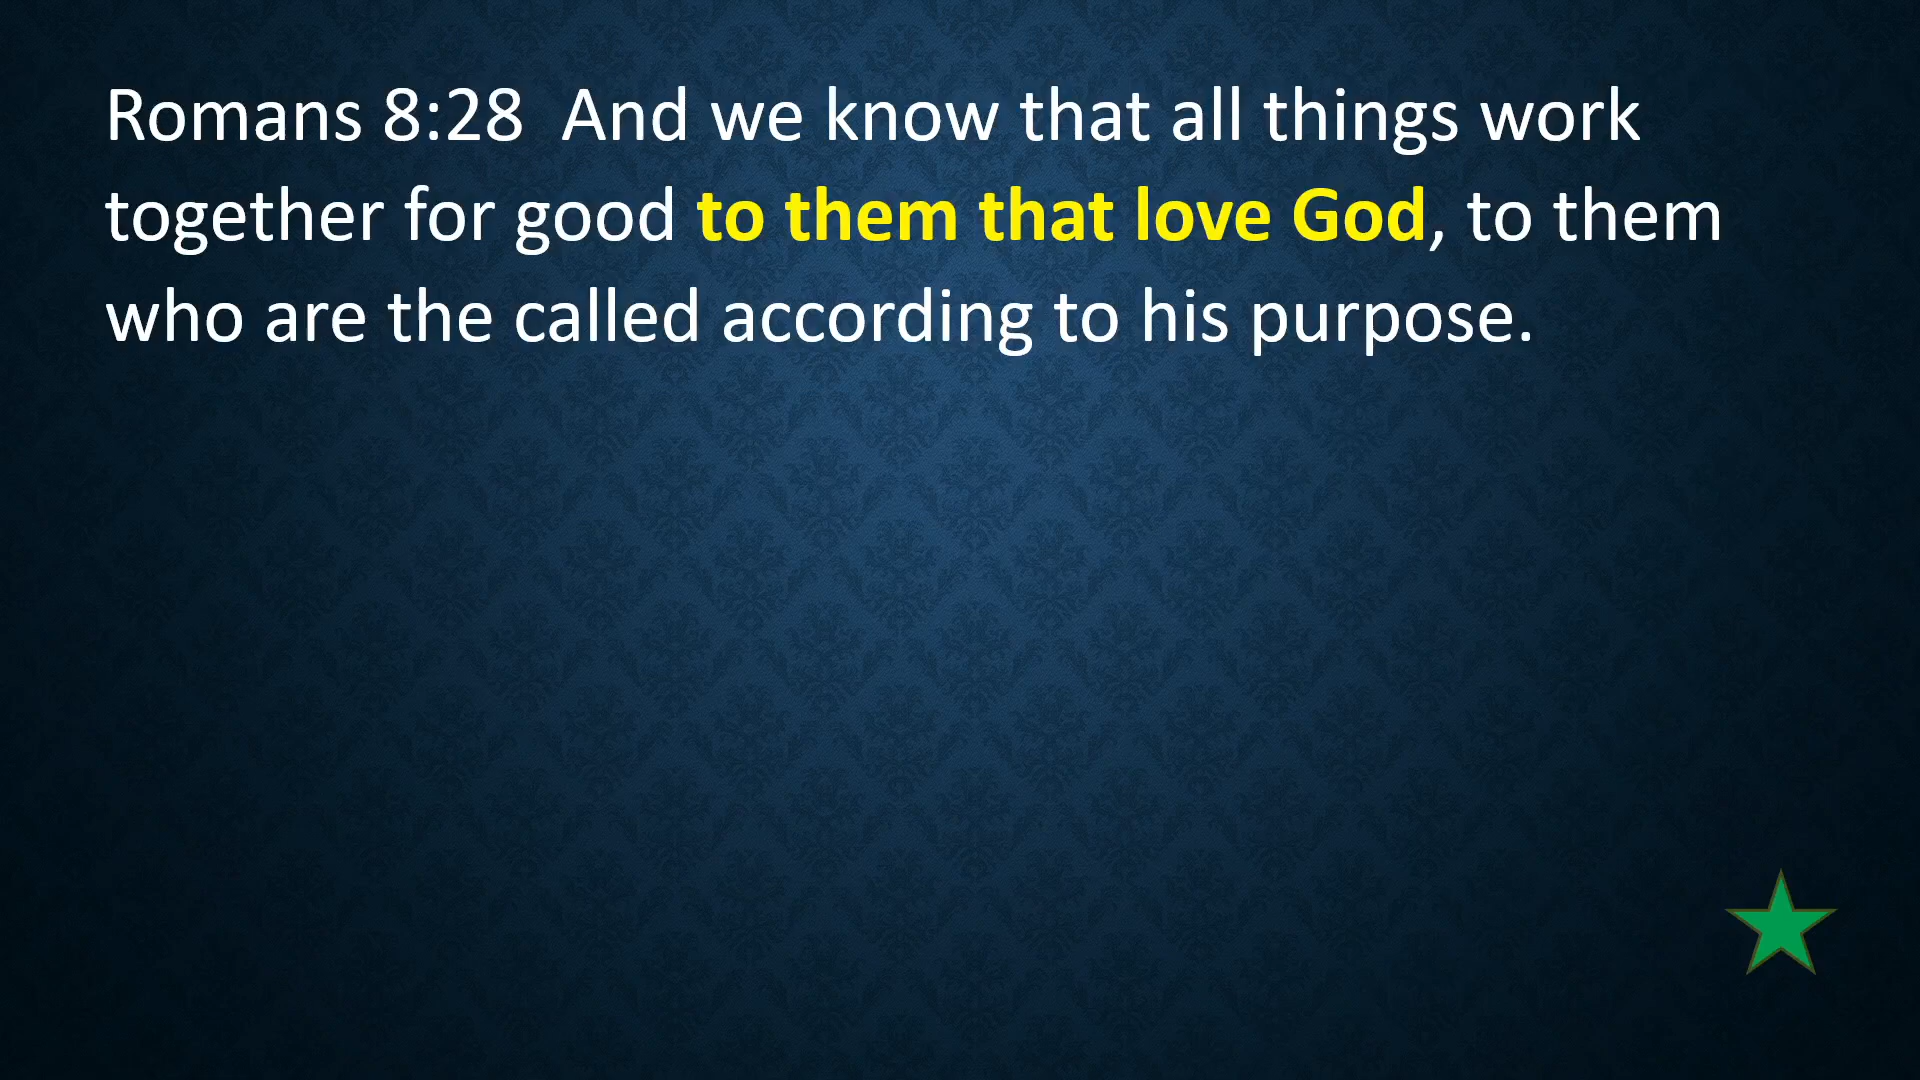 Romans 8:28  And we know that all things work
together for good to them that love God, to them
who are the called according to his purpose.